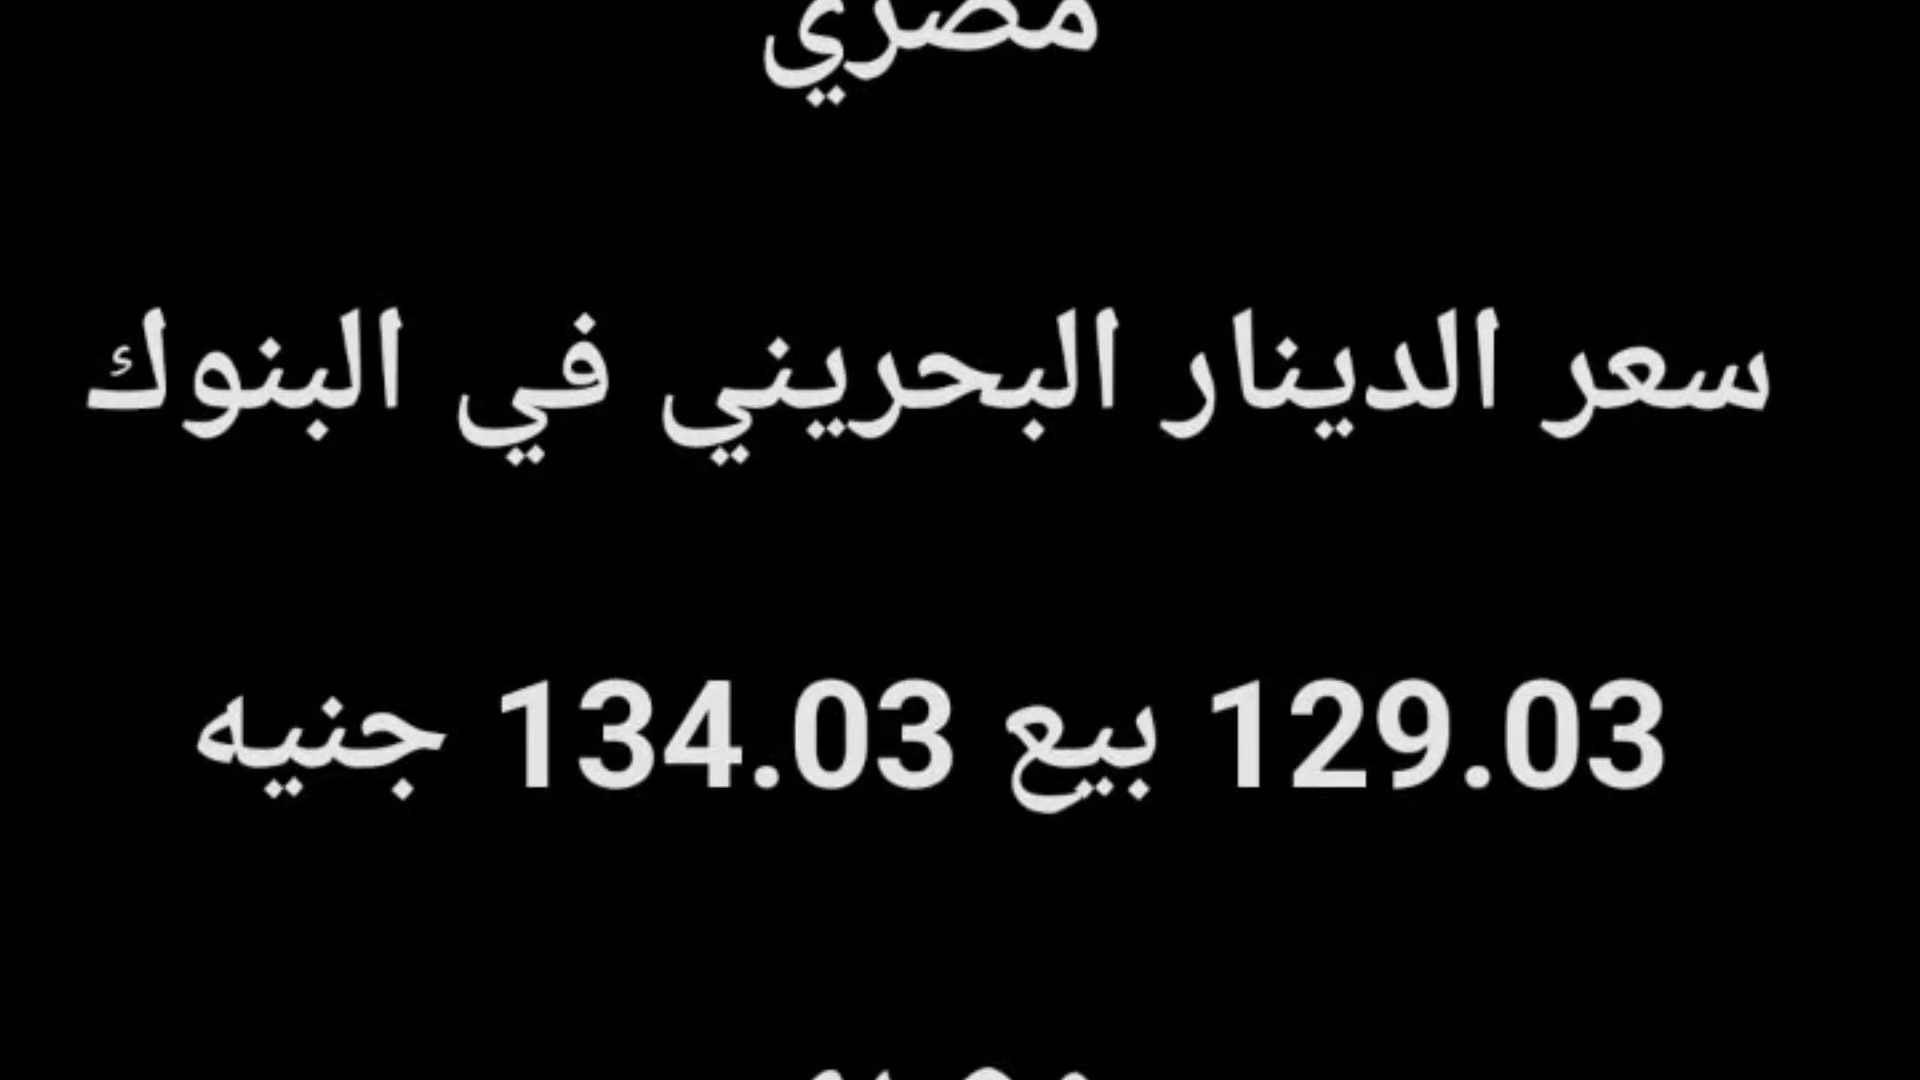 مصري
سعر الدينار البحريني في البنوك
129.03 بيع 134.03 جنيه